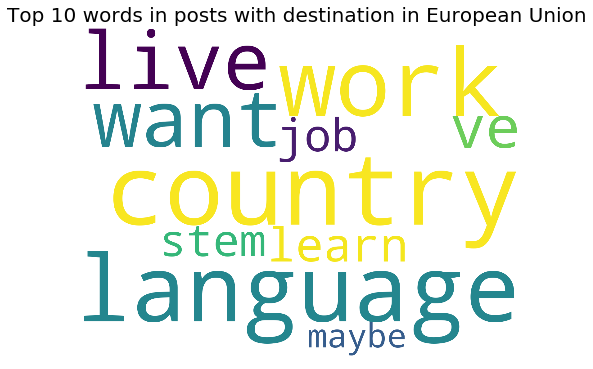 Top 10 words in posts with destination in European Union
live
work
want
job
ve
country
stem
learn
language
maybe